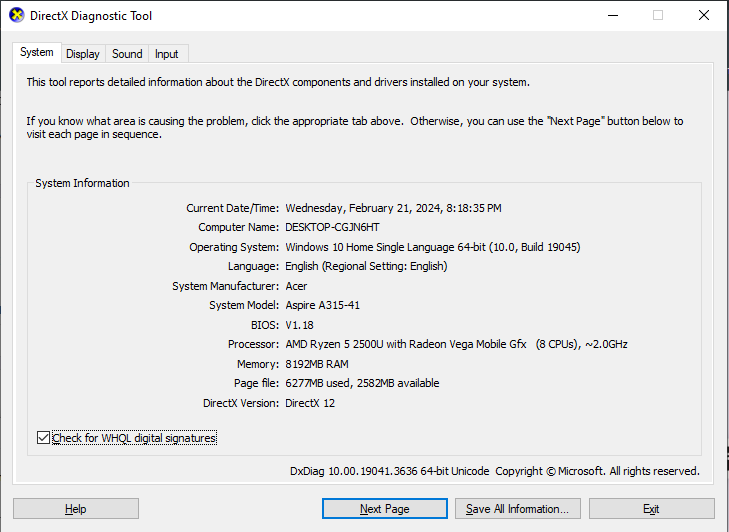 DirectX Diagnostic Tool
System Display Sound Input
This tool reports detailed information about the DirectX components and drivers installed on your system.
If you know what area is causing the problem, click the appropriate tab above.  Otherwise, you can use the "Next Page" button below to
visit each page in sequence.
System Information
Current Date/Time: Wednesday, February 21, 2024, 8:18:35 PM
Computer Name: DESKTOP-CGJN6HT
Operating System: Windows 10 Home Single Language 64-bit (10.0, Build 19045)
Language: English (Regional Setting: English)
System Manufacturer: Acer
System Model: Aspire A315-41
BIOS: V1.18
Processor: AMD Ryzen 5 2500U with Radeon Vega Mobile Gfx   (8 CPUs), ~2.0GHz
Memory: 8192MB RAM
Page file: 6277MB used, 2582MB available
DirectX Version: DirectX 12
Check for WHQL digital signatures
DxDiag 10.00.19041.3636 64-bit Unicode  Copyright © Microsoft. All rights reserved.
Help Next Page Save All Information... Exit